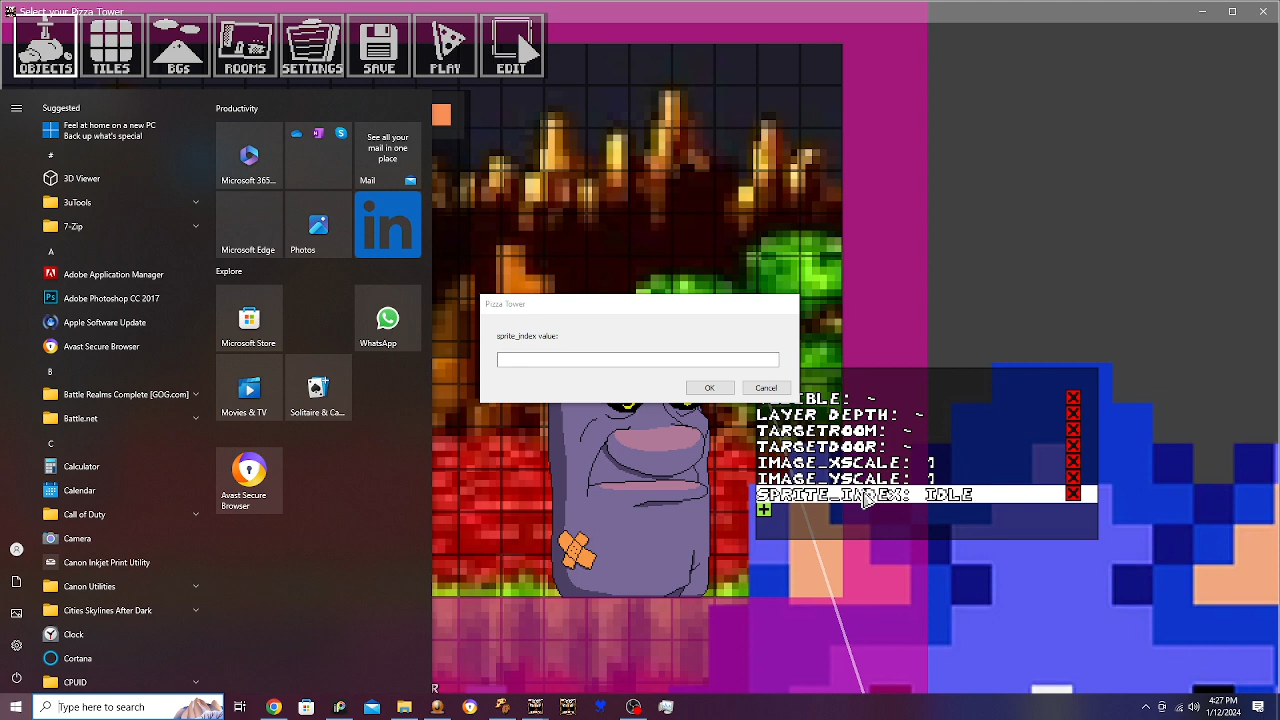 Select your Pizza Tower
OBJECTS
TILES
BGS
ROOMS
SETTINGS
SAVE
PLAY
EDIT
Suggested
Feel at home on a new PC
Back up what's special
#
3D Viewer
3uTools
7-Zip
A
Adobe Application Manager
Adobe Photoshop CC 2017
Apple Software Update
Avast Secure Browser
B
Battle Realms Complete [GOG.com]
C
Calculator
Calendar
Call of Duty
Camera
Canon Inkjet Print Utility
Canon Utilities
Cities Skylines After Dark
Clock
Cortana
CPUID
Productivity
Microsoft 365...
See all your
mail in one
place
Mail
Microsoft Edge
Photos
Explore
Microsoft Store
WhatsApp
Movies & TV
Solitaire & Ca...
Avast Secure
Browser
Pizza Tower
sprite_index value:
OK
Cancel
LAYER DEPTH: -
TARGETROOM: -
TARGETDOOR: -
IMAGE_XSCALE: 1
IMAGE_YSCALE: 1
SPRITE_INDEX: IDLE
R
Type here to search
4:27 PM
1/12/2024